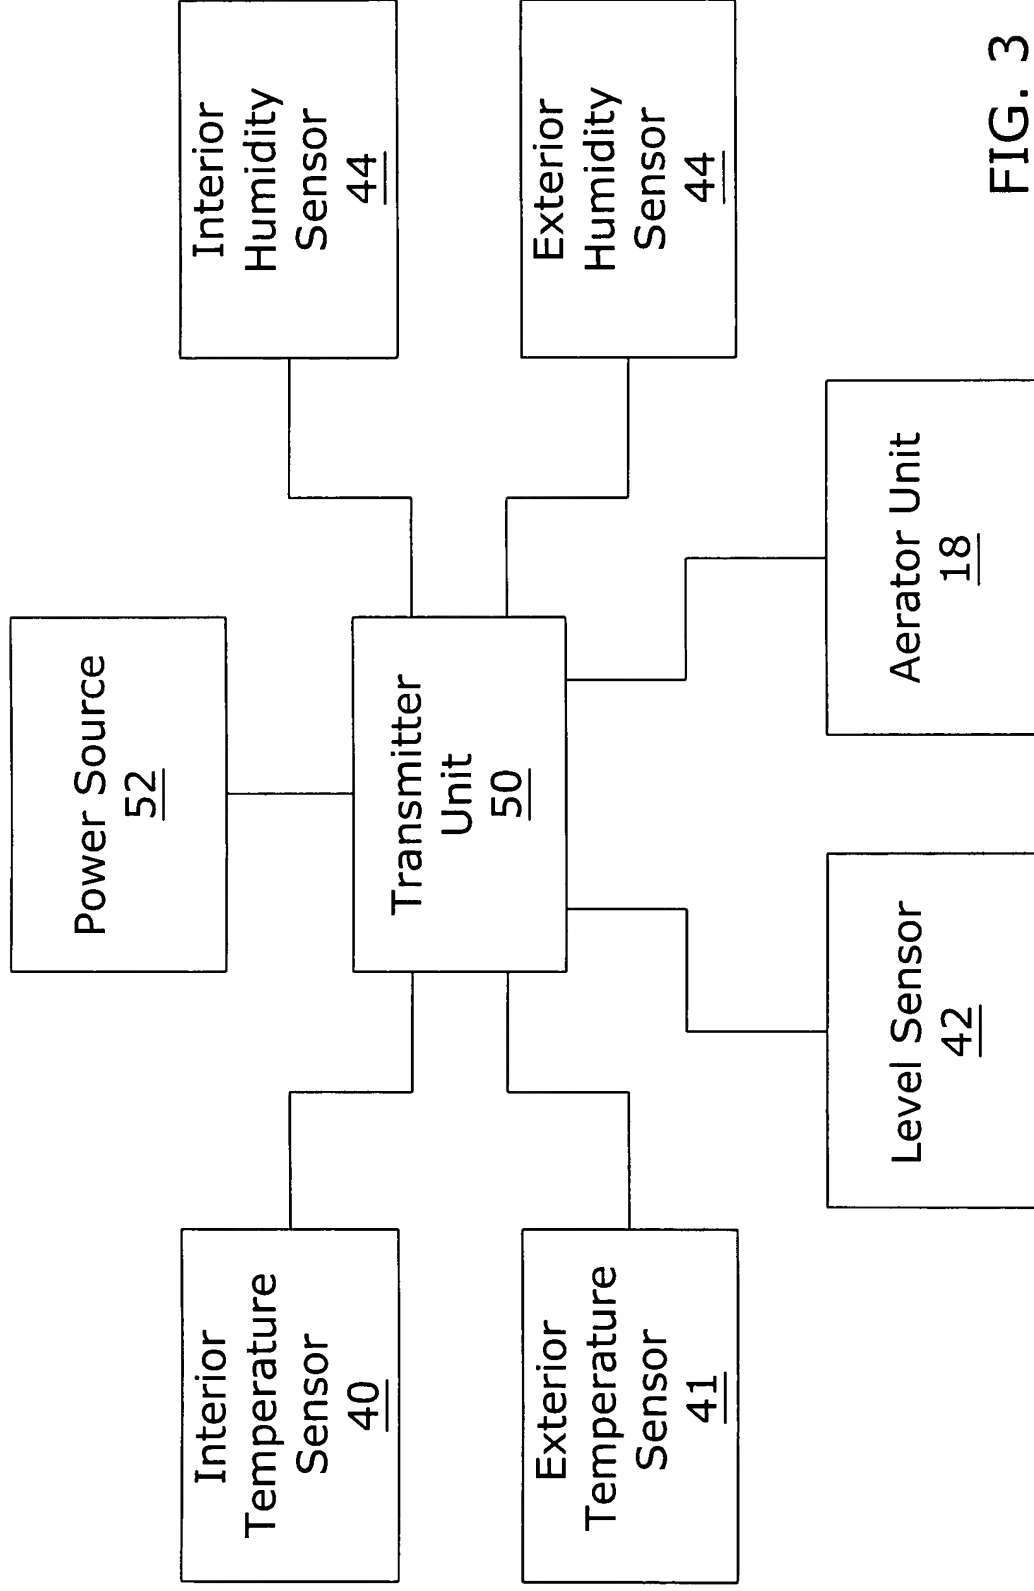 Power Source
52
Interior
Temperature
Sensor
40
Interior
Humidity
Sensor
44
Transmitter
Unit
50
Exterior
Temperature
Sensor
41
Exterior
Humidity
Sensor
44
Level Sensor
42
Aerator Unit
18
FIG. 3